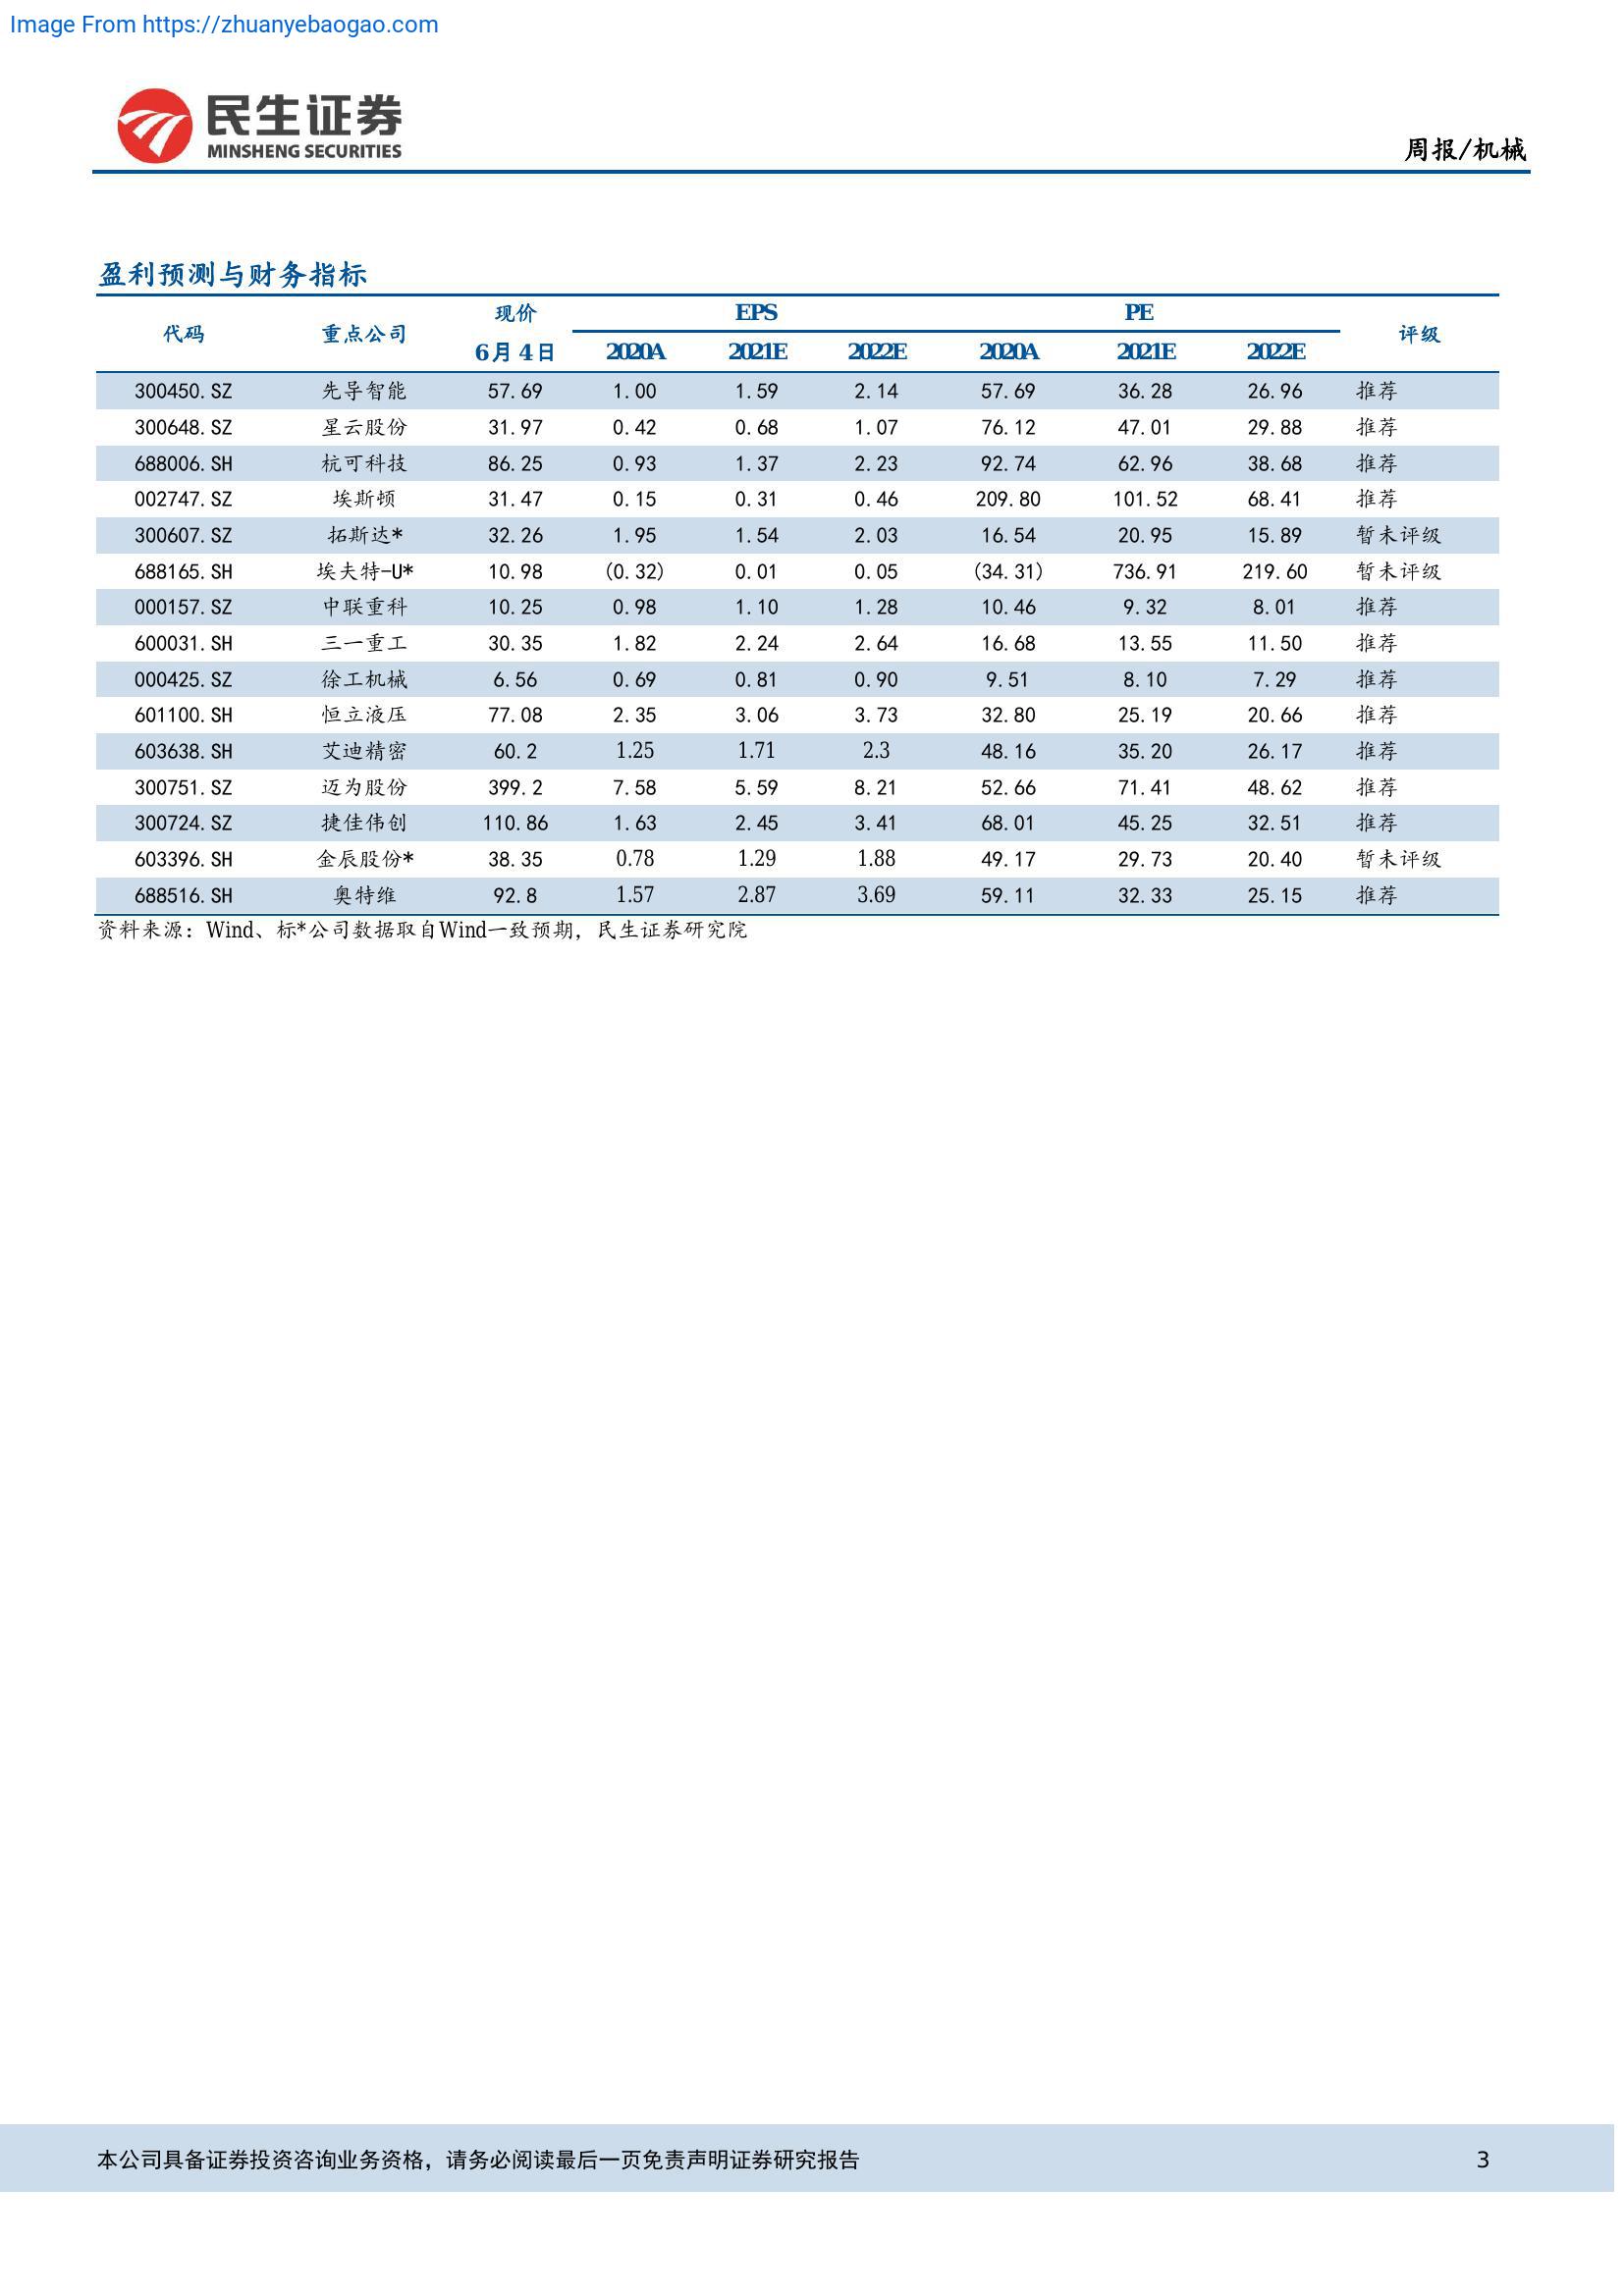 Image From https://zhuanyebaogao.com
民生证券
MINSHENG SECURITIES
周报/机械
盈利预测与财务指标
代码 重点公司 现价 EPS PE 评级
6月4日 2020A 2021E 2022E 2020A 2021E 2022E
300450.SZ 先导智能 57.69 1.00 1.59 2.14 57.69 36.28 26.96 推荐
300648.SZ 星云股份 31.97 0.42 0.68 1.07 76.12 47.01 29.88 推荐
688006.SH 杭可科技 86.25 0.93 1.37 2.23 92.74 62.96 38.68 推荐
002747.SZ 埃斯顿 31.47 0.15 0.31 0.46 209.80 101.52 68.41 推荐
300607.SZ 拓斯达* 32.26 1.95 1.54 2.03 16.54 20.95 15.89 暂未评级
688165.SH 埃夫特-U* 10.98 (0.32) 0.01 0.05 (34.31) 736.91 219.60 暂未评级
000157.SZ 中联重科 10.25 0.98 1.10 1.28 10.46 9.32 8.01 推荐
600031.SH 三一重工 30.35 1.82 2.24 2.64 16.68 13.55 11.50 推荐
000425.SZ 徐工机械 6.56 0.69 0.81 0.90 9.51 8.10 7.29 推荐
601100.SH 恒立液压 77.08 2.35 3.06 3.73 32.80 25.19 20.66 推荐
603638.SH 艾迪精密 60.2 1.25 1.71 2.3 48.16 35.20 26.17 推荐
300751.SZ 迈为股份 399.2 7.58 5.59 8.21 52.66 71.41 48.62 推荐
300724.SZ 捷佳伟创 110.86 1.63 2.45 3.41 68.01 45.25 32.51 推荐
603396.SH 金辰股份* 38.35 0.78 1.29 1.88 49.17 29.73 20.40 暂未评级
688516.SH 奥特维 92.8 1.57 2.87 3.69 59.11 32.33 25.15 推荐
资料来源：Wind、标*公司数据取自Wind一致预期，民生证券研究院
本公司具备证券投资咨询业务资格，请务必阅读最后一页免责声明证券研究报告 3